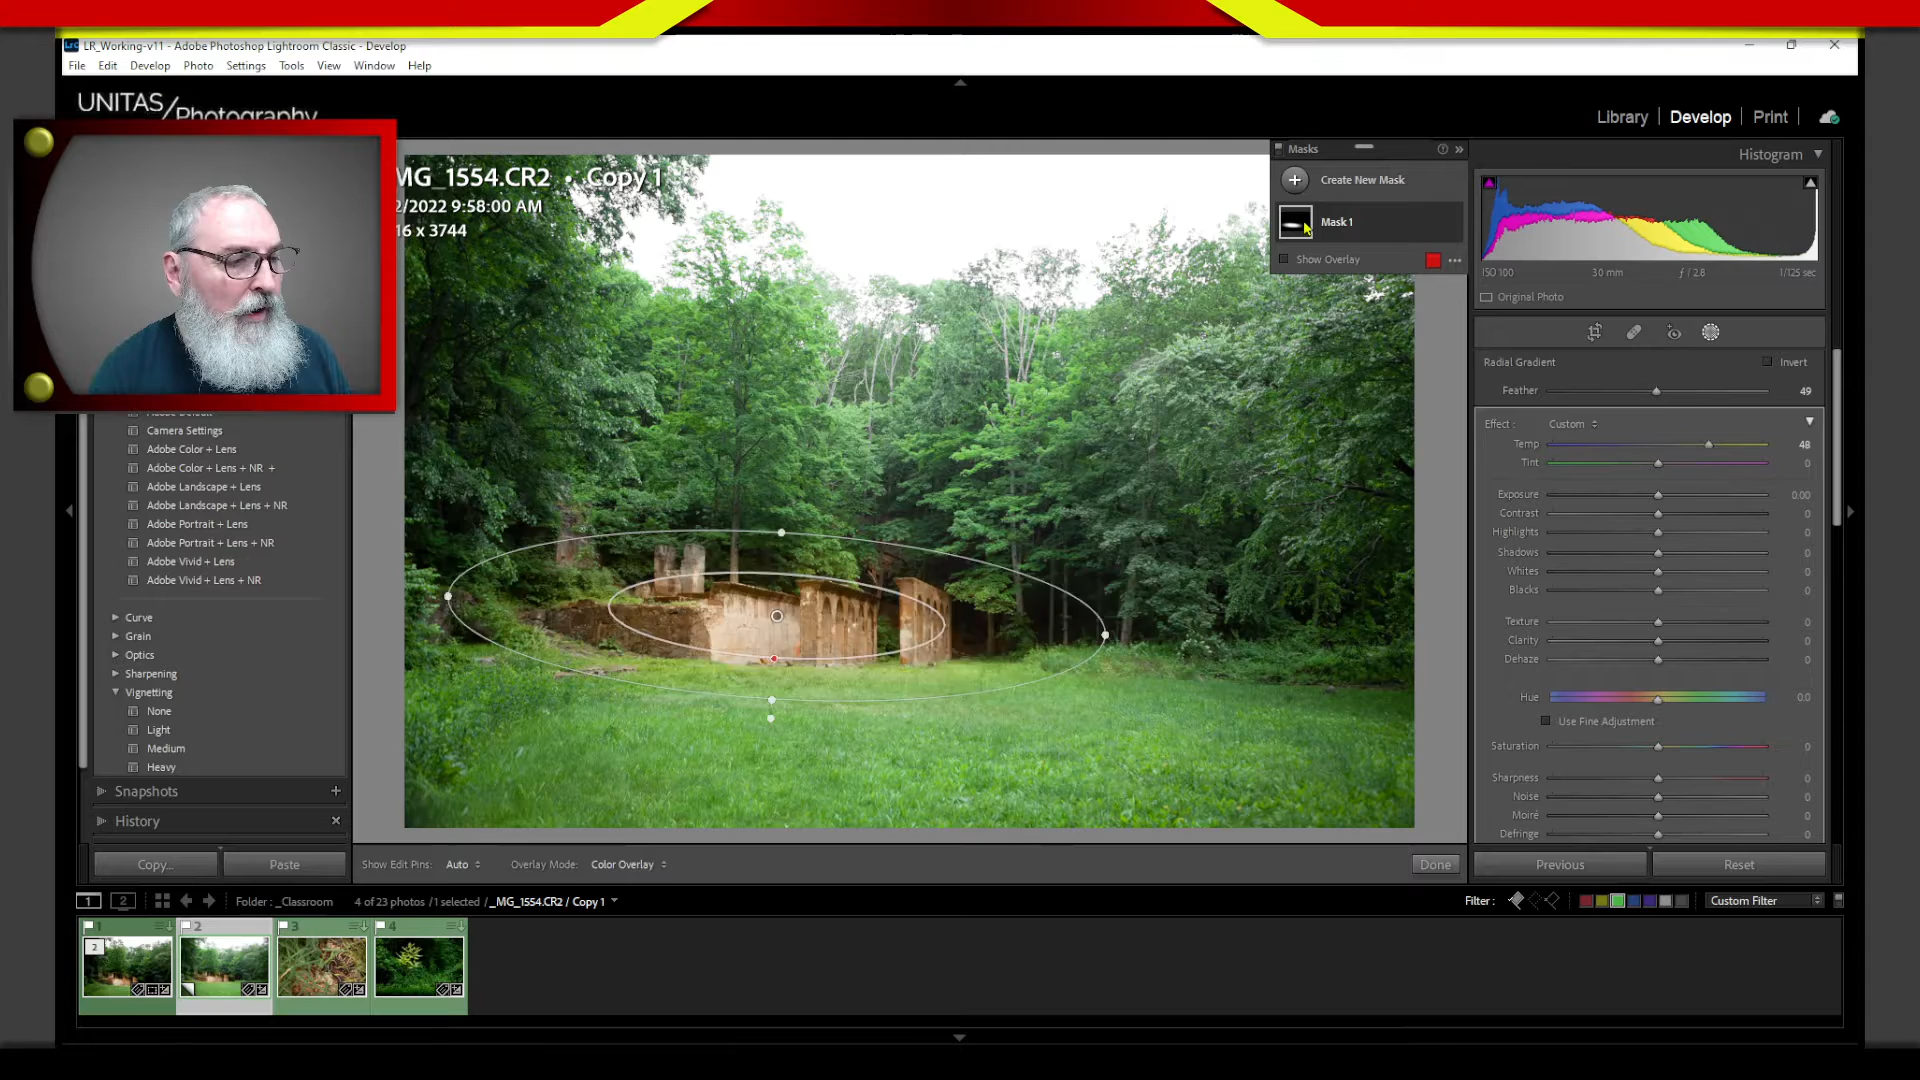 LR_Working-v11 - Adobe Photoshop Lightroom Classic - Develop
File Edit Develop Photo Settings Tools View Window Help
UNITAS/Photography
Library | Develop | Print |
MG_1554.CR2 • Copy 1
2/2022 9:58:00 AM
16 x 3744
Masks
Create New Mask
Mask 1
Show Overlay
Histogram
ISO 100 30 mm ƒ / 2.8 1/125 sec
Original Photo
Radial Gradient Invert
Feather 49
Effect : Custom
Temp 48
Tint 0
Exposure 0.00
Contrast 0
Highlights 0
Shadows 0
Whites 0
Blacks 0
Texture 0
Clarity 0
Dehaze 0
Hue 0.0
Use Fine Adjustment
Saturation 0
Sharpness 0
Noise 0
Moiré 0
Defringe 0
Previous Reset
Camera Settings
Adobe Color + Lens
Adobe Color + Lens + NR +
Adobe Landscape + Lens
Adobe Landscape + Lens + NR
Adobe Portrait + Lens
Adobe Portrait + Lens + NR
Adobe Vivid + Lens
Adobe Vivid + Lens + NR
Curve
Grain
Optics
Sharpening
Vignetting
None
Light
Medium
Heavy
Snapshots +
History ×
Copy... Paste
Show Edit Pins: Auto Overlay Mode: Color Overlay Done
1 2 Folder : _Classroom 4 of 23 photos /1 selected /_MG_1554.CR2 / Copy 1 Filter : Custom Filter
1 2 3 4
2